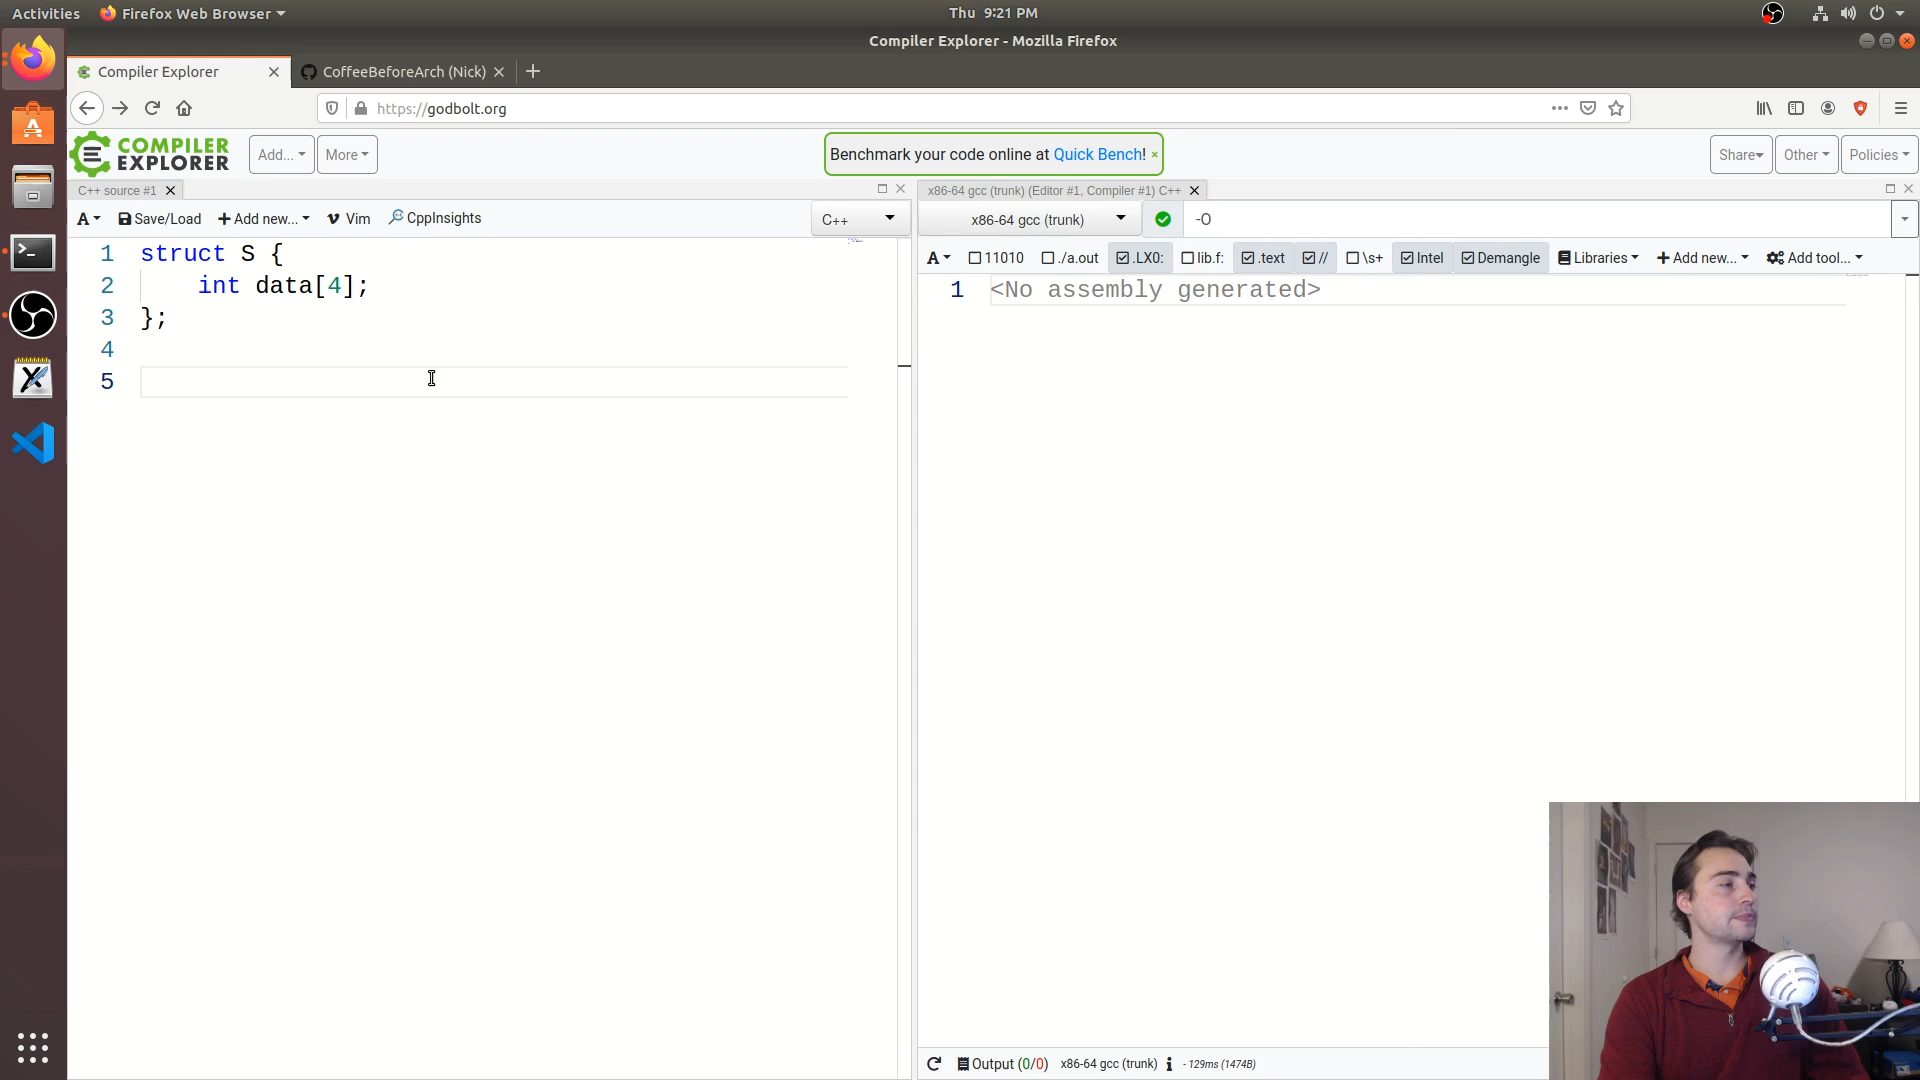 Activities Firefox Web Browser Thu 9:21 PM
Compiler Explorer - Mozilla Firefox
Compiler Explorer CoffeeBeforeArch (Nick)
https://godbolt.org
COMPILER EXPLORER Add... More Benchmark your code online at Quick Bench! × Share Other Policies
C++ source #1 x86-64 gcc (trunk) (Editor #1, Compiler #1) C++
A Save/Load Add new... Vim CppInsights C++ x86-64 gcc (trunk) -O
A 11010 ./a.out .LX0: lib.f: .text // \s+ Intel Demangle Libraries Add new... Add tool...
1 struct S { 1 <No assembly generated>
2 int data[4];
3 };
4
5
Output (0/0) x86-64 gcc (trunk) i - 129ms (1474B)